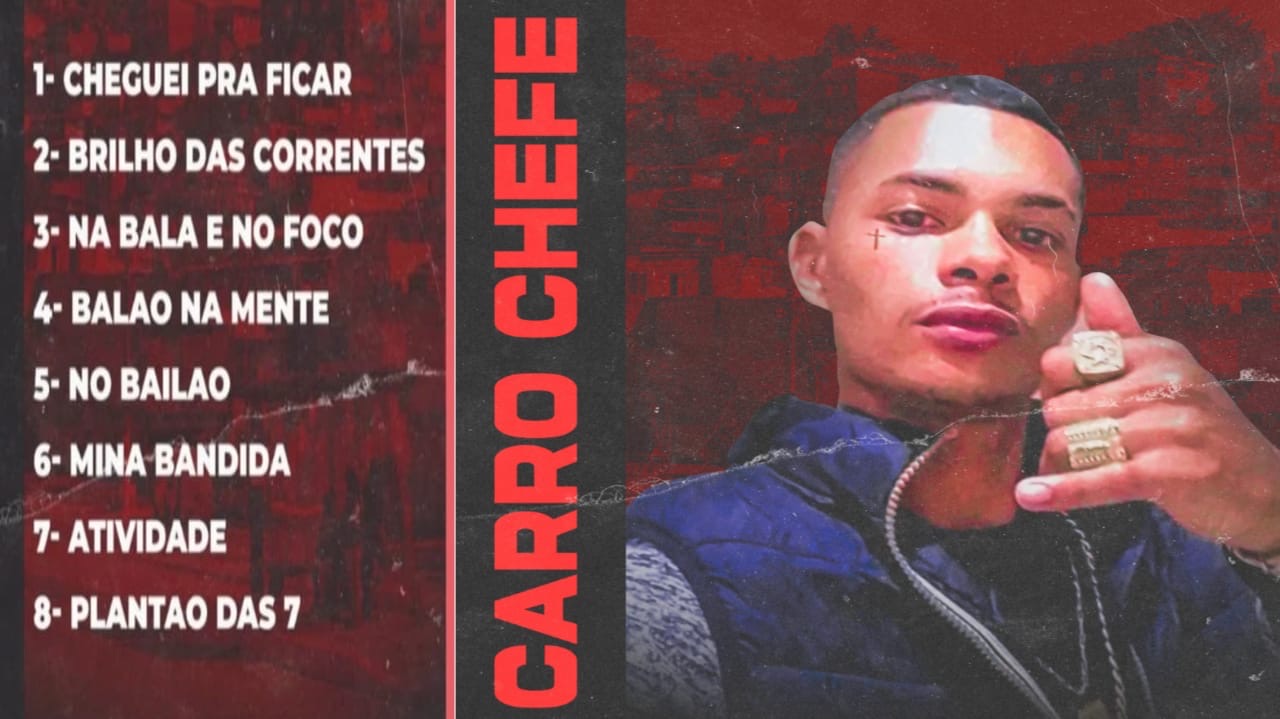 1- CHEGUEI PRA FICAR
2- BRILHO DAS CORRENTES
3- NA BALA E NO FOCO
4- BALAO NA MENTE
5- NO BAILAO
6- MINA BANDIDA
7- ATIVIDADE
8- PLANTAO DAS 7
CARRO CHEFE